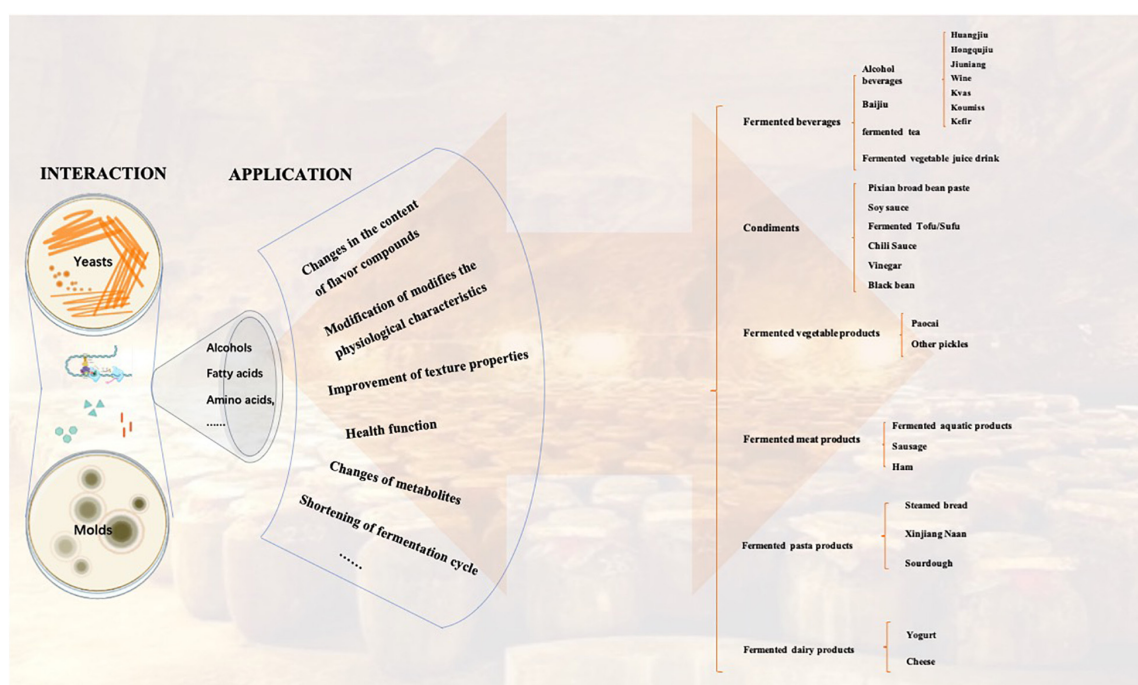 INTERACTION
Yeasts
Molds
APPLICATION
Alcohols
Fatty acids
Amino acids,
......
Changes in the content
of flavor compounds
Modification of modifies the
physiological characteristics
Improvement of texture properties
Health function
Changes of metabolites
Shortening of fermentation cycle
......
Fermented beverages
Alcohol
beverages
Huangjiu
Hongqujiu
Jiuniang
Wine
Kvas
Koumiss
Kefir
Baijiu
fermented tea
Fermented vegetable juice drink
Condiments
Pixian broad bean paste
Soy sauce
Fermented Tofu/Sufu
Chili Sauce
Vinegar
Black bean
Fermented vegetable products
Paocai
Other pickles
Fermented meat products
Fermented aquatic products
Sausage
Ham
Fermented pasta products
Steamed bread
Xinjiang Naan
Sourdough
Fermented dairy products
Yogurt
Cheese